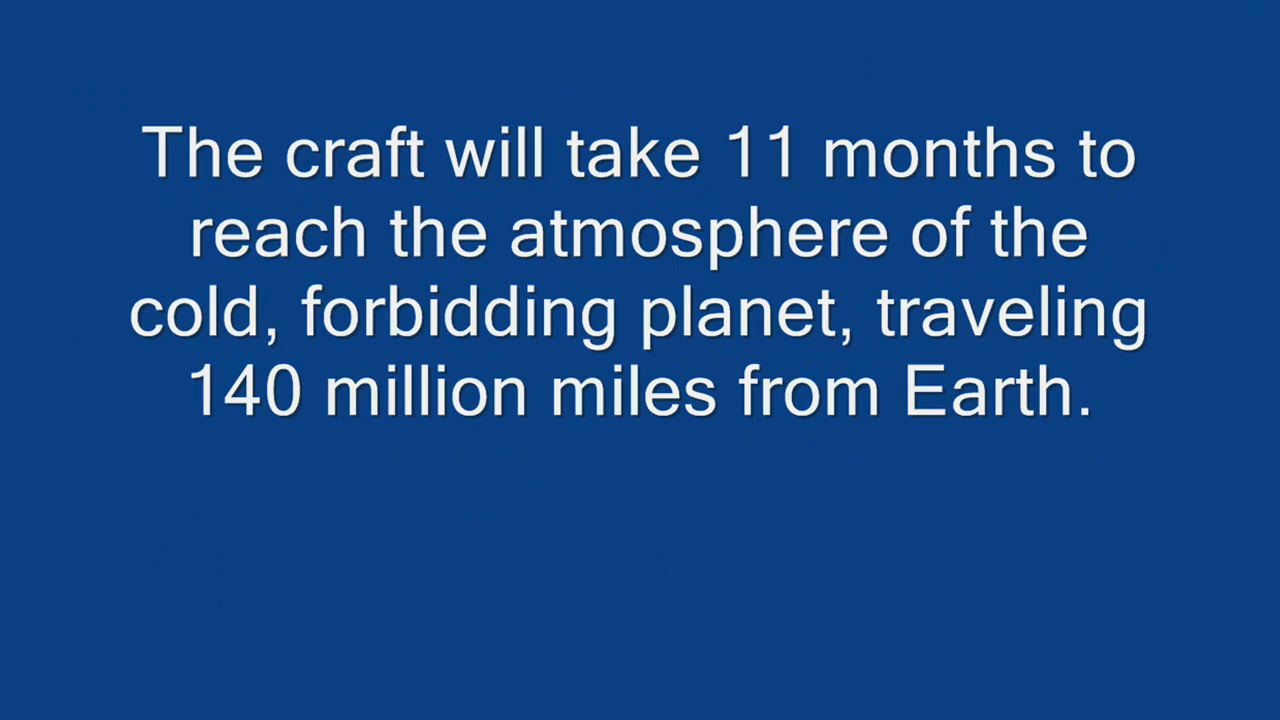 The craft will take 11 months to
reach the atmosphere of the
cold, forbidding planet, traveling
140 million miles from Earth.